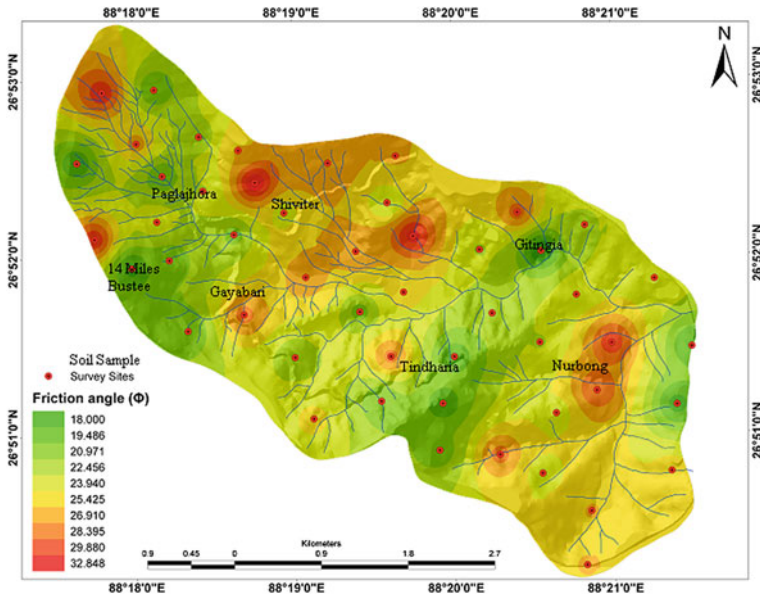 88°18'0"E 88°19'0"E 88°20'0"E 88°21'0"E
N
26°53'0"N
26°53'0"N
Paglajhora
Shiviter
26°52'0"N
Gitingia
26°52'0"N
14 Miles
Bustee
Gayabari
Tindharia
Nurbong
Soil Sample
Survey Sites
Friction angle (Φ)
18.000
19.486
20.971
22.456
23.940
25.425
26.910
28.395
29.880
32.848
26°51'0"N
26°51'0"N
Kilometers
0.9 0.45 0 0.9 1.8 2.7
88°18'0"E 88°19'0"E 88°20'0"E 88°21'0"E